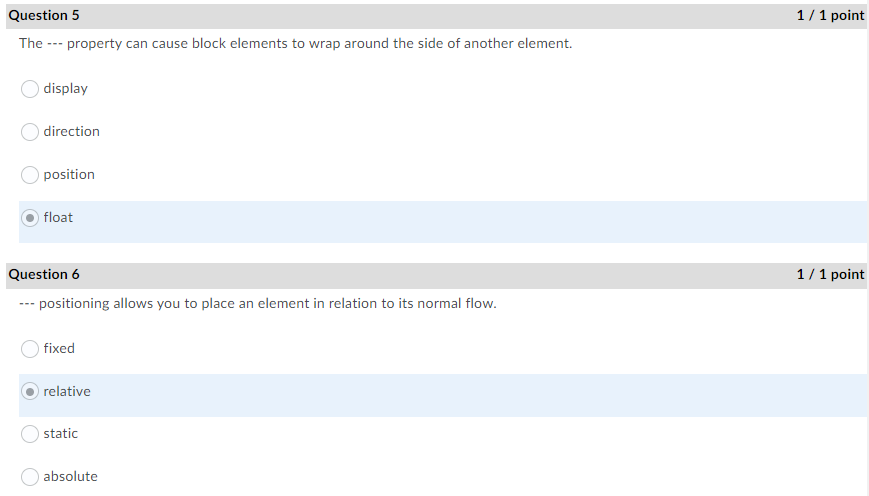 Question 5 1 / 1 point
The --- property can cause block elements to wrap around the side of another element.
display
direction
position
float
Question 6 1 / 1 point
--- positioning allows you to place an element in relation to its normal flow.
fixed
relative
static
absolute